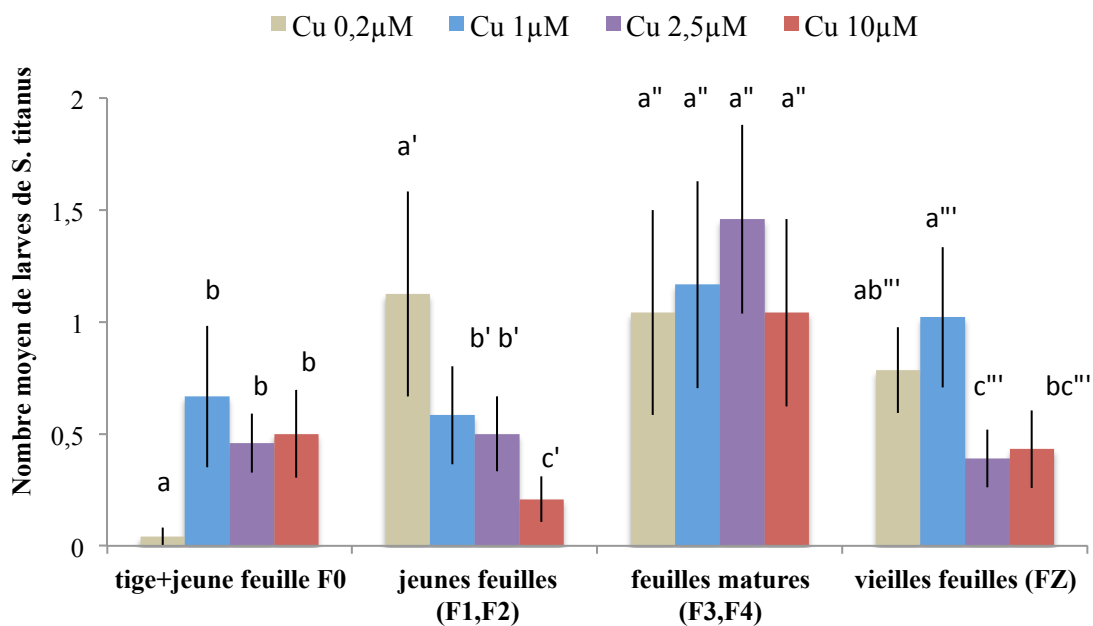 Cu 0,2µM Cu 1µM Cu 2,5µM Cu 10µM
Nombre moyen de larves de S. titanus
2
1,5
1
0,5
0
a b b b
a' b' b' c'
a" a" a" a"
ab"' a"' c"' bc"'
tige+jeune feuille F0
jeunes feuilles
(F1,F2)
feuilles matures
(F3,F4)
vieilles feuilles (FZ)